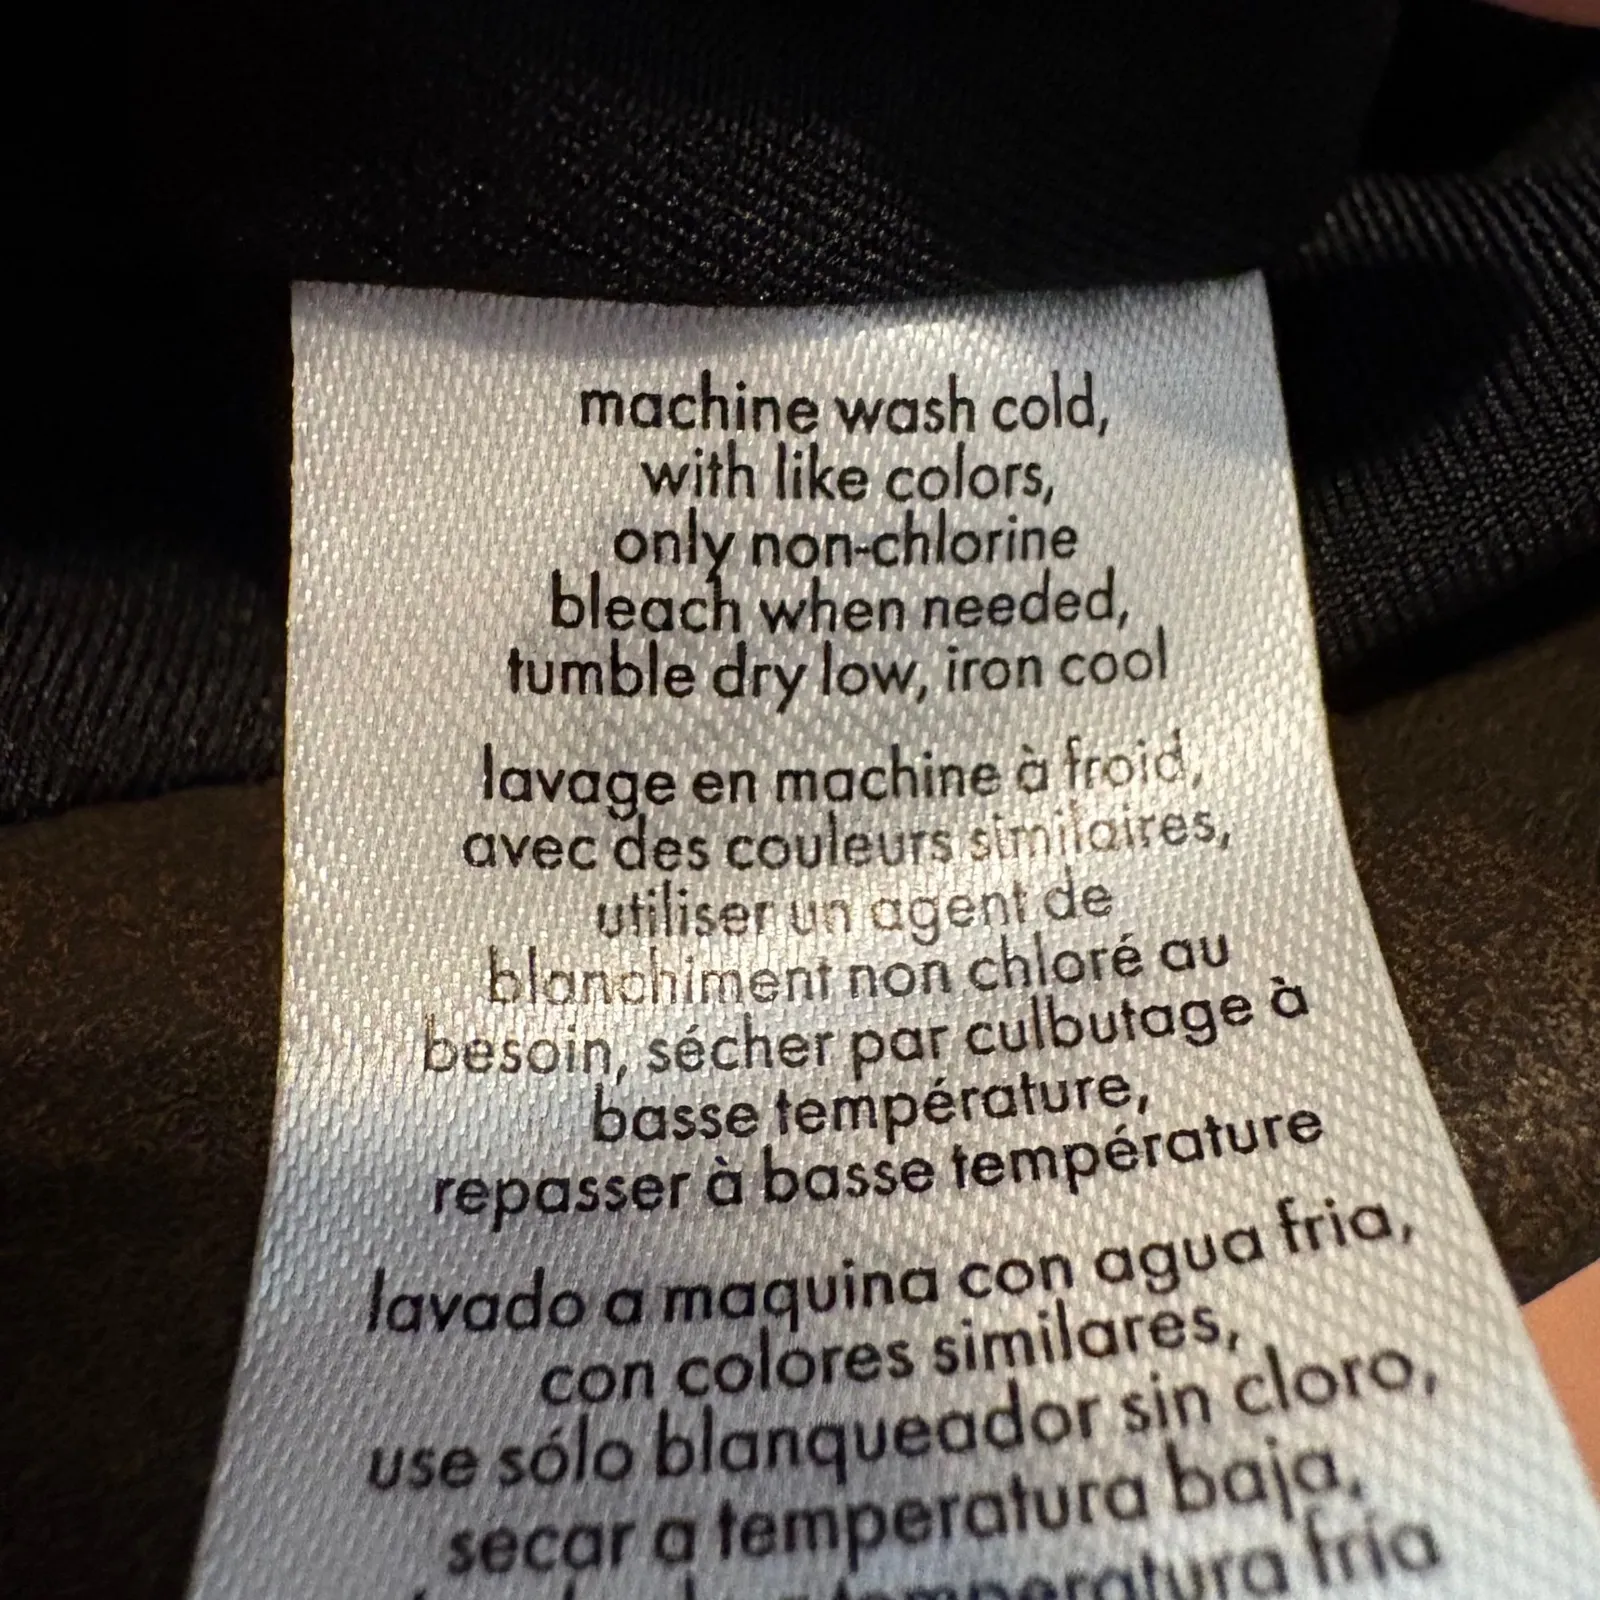 machine wash cold,
with like colors,
only non-chlorine
bleach when needed,
tumble dry low, iron cool
lavage en machine à froid,
avec des couleurs similaires,
utiliser un agent de
blanchiment non chloré au
besoin, sécher par culbutage à
basse température,
repasser à basse température
lavado a maquina con agua fria,
con colores similares,
use sólo blanqueador sin cloro,
secar a temperatura baja,
temperatura fría